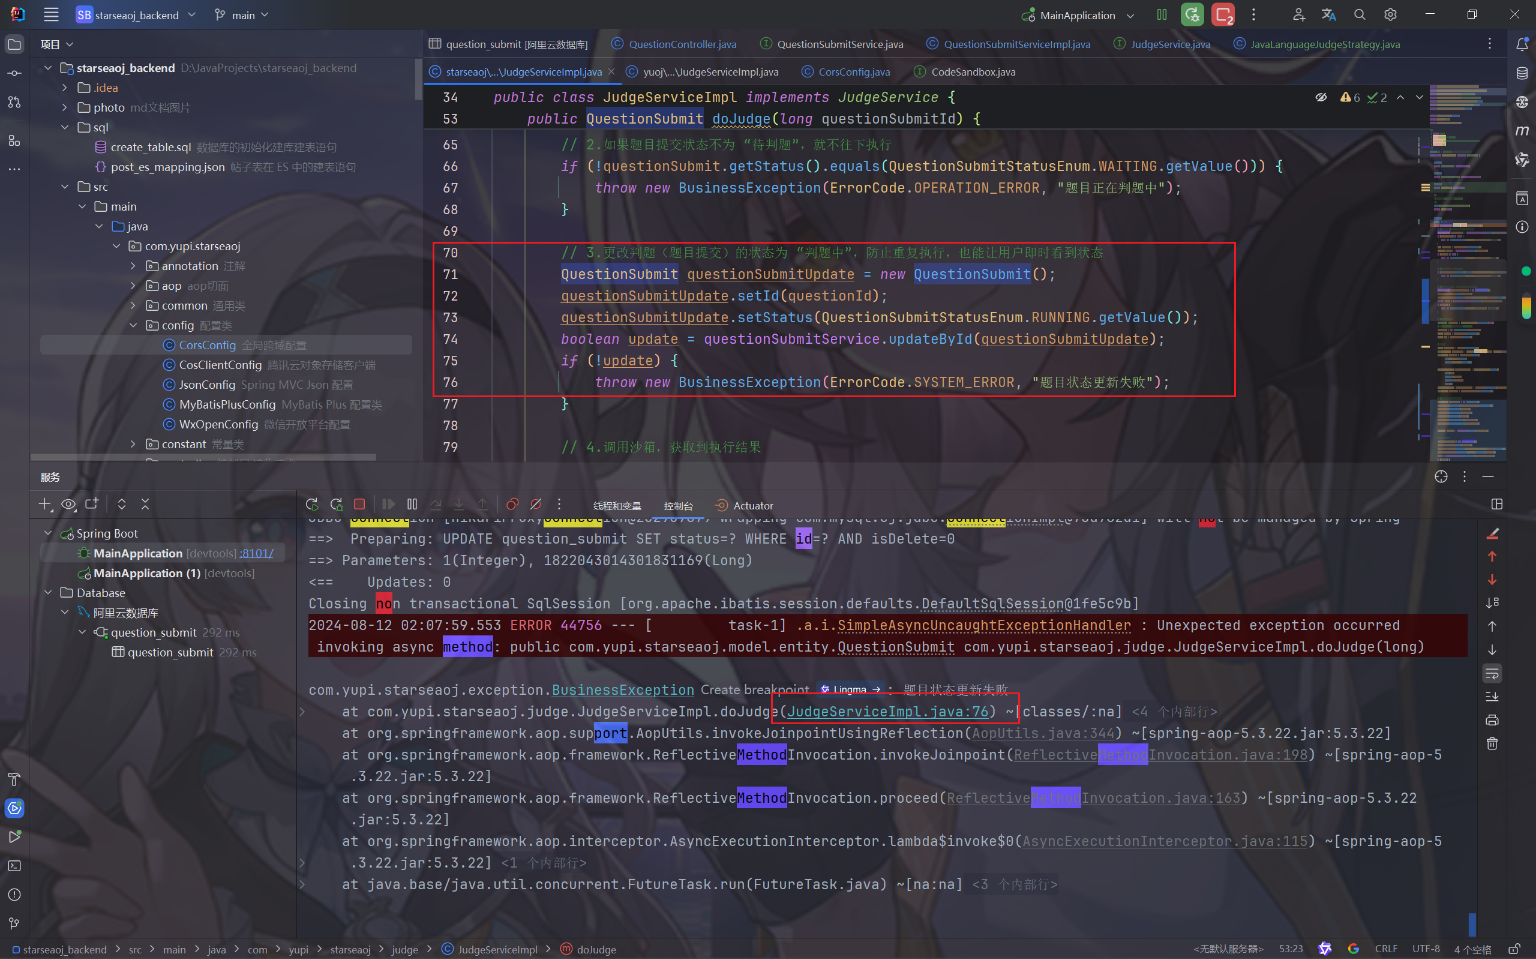 SB starseaoj_backend
main
MainApplication
2
项目
question_submit [阿里云数据库]
QuestionController.java
QuestionSubmitService.java
QuestionSubmitServiceImpl.java
JudgeService.java
JavaLanguageJudgeStrategy.java
starseaoj\...\JudgeServiceImpl.java
yuoj\...\JudgeServiceImpl.java
CorsConfig.java
CodeSandbox.java
starseaoj_backend D:\JavaProjects\starseaoj_backend
.idea
photo md文档图片
sql
create_table.sql 数据库的初始化建库建表语句
post_es_mapping.json 帖子表在 ES 中的建表语句
src
main
java
com.yupi.starseaoj
annotation 注解
aop aop切面
common 通用类
config 配置类
CorsConfig 全局跨域配置
CosClientConfig 腾讯云对象存储客户端
JsonConfig Spring MVC Json 配置
MyBatisPlusConfig MyBatis Plus 配置类
WxOpenConfig 微信开放平台配置
constant 常量类
6 2
34 public class JudgeServiceImpl implements JudgeService {
53 public QuestionSubmit doJudge(long questionSubmitId) {
65 // 2.如果题目提交状态不为 “待判题”，就不往下执行
66 if (!questionSubmit.getStatus().equals(QuestionSubmitStatusEnum.WAITING.getValue())) {
67 throw new BusinessException(ErrorCode.OPERATION_ERROR, "题目正在判题中");
68 }
69
70 // 3.更改判题（题目提交）的状态为 “判题中”，防止重复执行，也能让用户即时看到状态
71 QuestionSubmit questionSubmitUpdate = new QuestionSubmit();
72 questionSubmitUpdate.setId(questionId);
73 questionSubmitUpdate.setStatus(QuestionSubmitStatusEnum.RUNNING.getValue());
74 boolean update = questionSubmitService.updateById(questionSubmitUpdate);
75 if (!update) {
76 throw new BusinessException(ErrorCode.SYSTEM_ERROR, "题目状态更新失败");
77 }
78
79 // 4.调用沙箱，获取到执行结果
服务
线程和变量
控制台
Actuator
Spring Boot
MainApplication [devtools] :8101/
MainApplication (1) [devtools]
Database
阿里云数据库
question_submit 292 ms
question_submit 292 ms
==>  Preparing: UPDATE question_submit SET status=? WHERE id=? AND isDelete=0
==> Parameters: 1(Integer), 1822043014301831169(Long)
<==    Updates: 0
Closing non transactional SqlSession [org.apache.ibatis.session.defaults.DefaultSqlSession@1fe5c9b]
2024-08-12 02:07:59.553 ERROR 44756 --- [         task-1] .a.i.SimpleAsyncUncaughtExceptionHandler : Unexpected exception occurred
invoking async method: public com.yupi.starseaoj.model.entity.QuestionSubmit com.yupi.starseaoj.judge.JudgeServiceImpl.doJudge(long)
com.yupi.starseaoj.exception.BusinessException Create breakpoint Lingma → : 题目状态更新失败
at com.yupi.starseaoj.judge.JudgeServiceImpl.doJudge(JudgeServiceImpl.java:76) ~[classes/:na] <4 个内部行>
at org.springframework.aop.support.AopUtils.invokeJoinpointUsingReflection(AopUtils.java:344) ~[spring-aop-5.3.22.jar:5.3.22]
at org.springframework.aop.framework.ReflectiveMethodInvocation.invokeJoinpoint(ReflectiveMethodInvocation.java:198) ~[spring-aop-5
.3.22.jar:5.3.22]
at org.springframework.aop.framework.ReflectiveMethodInvocation.proceed(ReflectiveMethodInvocation.java:163) ~[spring-aop-5.3.22
.jar:5.3.22]
at org.springframework.aop.interceptor.AsyncExecutionInterceptor.lambda$invoke$0(AsyncExecutionInterceptor.java:115) ~[spring-aop-5
.3.22.jar:5.3.22] <1 个内部行>
at java.base/java.util.concurrent.FutureTask.run(FutureTask.java) ~[na:na] <3 个内部行>
starseaoj_backend > src > main > java > com > yupi > starseaoj > judge > JudgeServiceImpl > doJudge
<无默认服务器> 53:23 CRLF UTF-8 4 个空格